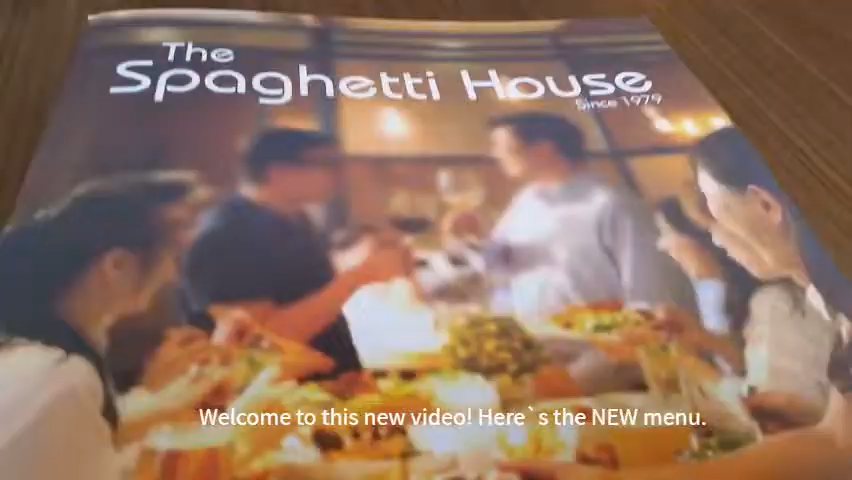 The
Spaghetti House
Since 1979
Welcome to this new video! Here`s the NEW menu.